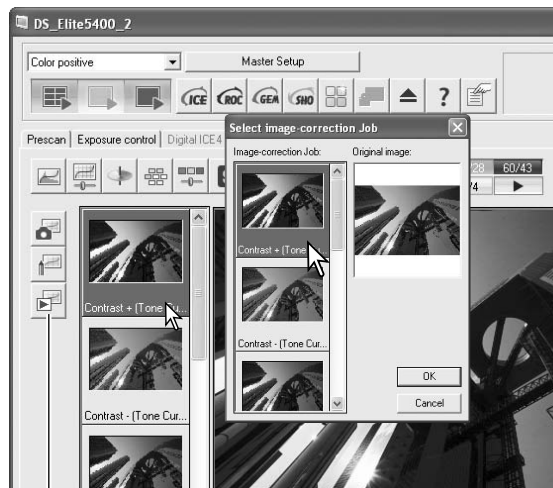 DS_Elite5400_2
Color positive
Master Setup
ICE ROC GEM SHO ?
Prescan Exposure control Digital ICE4
Select image-correction Job
Image-correction Job:
Original image:
/28 60/43
/4
Contrast + (Tone
Contrast + (Tone Cu...
Contrast - (Tone Cur...
Contrast - (Tone Cur...
OK
Cancel